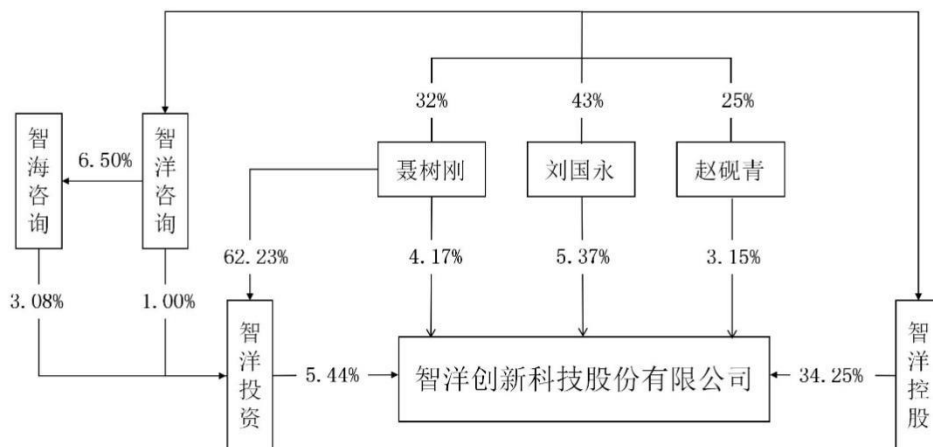 32%
43%
25%
智海咨询
6.50%
智洋咨询
聂树刚
刘国永
赵砚青
62.23%
4.17%
5.37%
3.15%
3.08%
1.00%
智洋投资
5.44%
智洋创新科技股份有限公司
34.25%
智洋控股